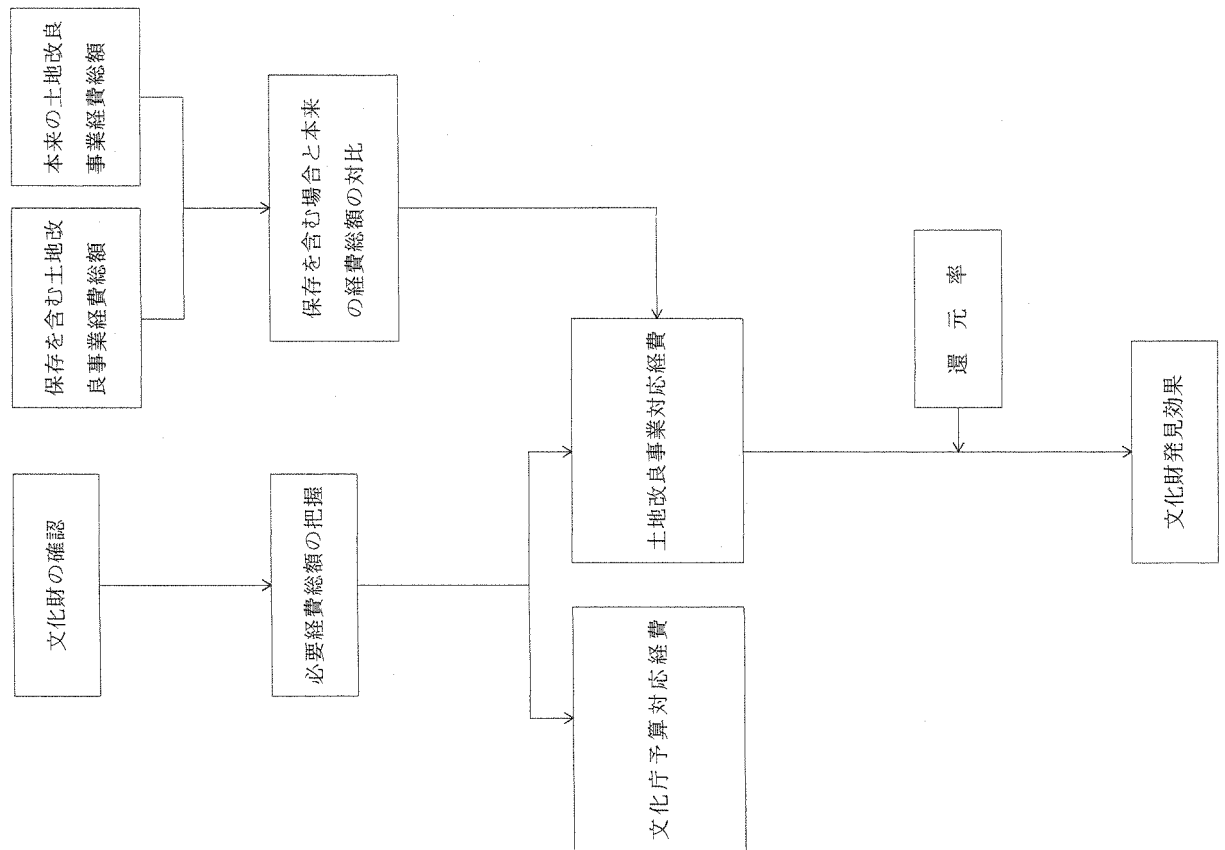 文化財の確認
保存を含む土地改
良事業経費総額
本来の土地改良
事業経費総額
必要経費総額の把握
保存を含む場合と本来
の経費総額の対比
文化庁予算対応経費
土地改良事業対応経費
還元率
文化財発見効果